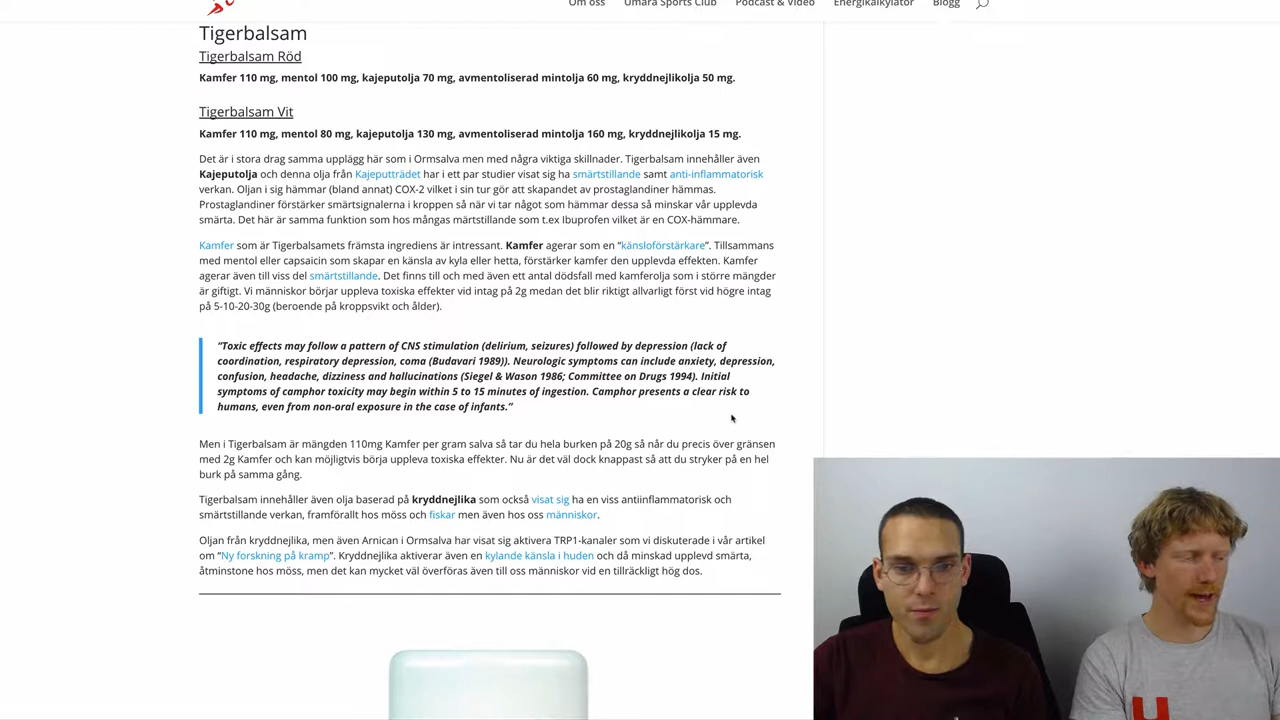 Om oss Umara Sports Club Podcast & Video Energikalkylator Blogg
Tigerbalsam
Tigerbalsam Röd
Kamfer 110 mg, mentol 100 mg, kajeputolja 70 mg, avmentoliserad mintolja 60 mg, kryddnejlikolja 50 mg.
Tigerbalsam Vit
Kamfer 110 mg, mentol 80 mg, kajeputolja 130 mg, avmentoliserad mintolja 160 mg, kryddnejlikolja 15 mg.
Det är i stora drag samma upplägg här som i Ormsalva men med några viktiga skillnader. Tigerbalsam innehåller även
Kajeputolja och denna olja från Kajeputträdet har i ett par studier visat sig ha smärtstillande samt anti-inflammatorisk
verkan. Oljan i sig hämmar (bland annat) COX-2 vilket i sin tur gör att skapandet av prostaglandiner hämmas.
Prostaglandiner förstärker smärtsignalerna i kroppen så när vi tar något som hämmar dessa så minskar vår upplevda
smärta. Det här är samma funktion som hos mångas märtstillande som t.ex Ibuprofen vilket är en COX-hämmare.
Kamfer som är Tigerbalsamets främsta ingrediens är intressant. Kamfer agerar som en “känsloförstärkare”. Tillsammans
med mentol eller capsaicin som skapar en känsla av kyla eller hetta, förstärker kamfer den upplevda effekten. Kamfer
agerar även till viss del smärtstillande. Det finns till och med även ett antal dödsfall med kamferolja som i större mängder
är giftigt. Vi människor börjar uppleva toxiska effekter vid intag på 2g medan det blir riktigt allvarligt först vid högre intag
på 5-10-20-30g (beroende på kroppsvikt och ålder).
“Toxic effects may follow a pattern of CNS stimulation (delirium, seizures) followed by depression (lack of
coordination, respiratory depression, coma (Budavari 1989)). Neurologic symptoms can include anxiety, depression,
confusion, headache, dizziness and hallucinations (Siegel & Wason 1986; Committee on Drugs 1994). Initial
symptoms of camphor toxicity may begin within 5 to 15 minutes of ingestion. Camphor presents a clear risk to
humans, even from non-oral exposure in the case of infants.”
Men i Tigerbalsam är mängden 110mg Kamfer per gram salva så tar du hela burken på 20g så når du precis över gränsen
med 2g Kamfer och kan möjligtvis börja uppleva toxiska effekter. Nu är det väl dock knappast så att du stryker på en hel
burk på samma gång.
Tigerbalsam innehåller även olja baserad på kryddnejlika som också visat sig ha en viss antiinflammatorisk och
smärtstillande verkan, framförallt hos möss och fiskar men även hos oss människor.
Oljan från kryddnejlika, men även Arnican i Ormsalva har visat sig aktivera TRP1-kanaler som vi diskuterade i vår artikel
om “Ny forskning på kramp”. Kryddnejlika aktiverar även en kylande känsla i huden och då minskad upplevd smärta,
åtminstone hos möss, men det kan mycket väl överföras även till oss människor vid en tillräckligt hög dos.